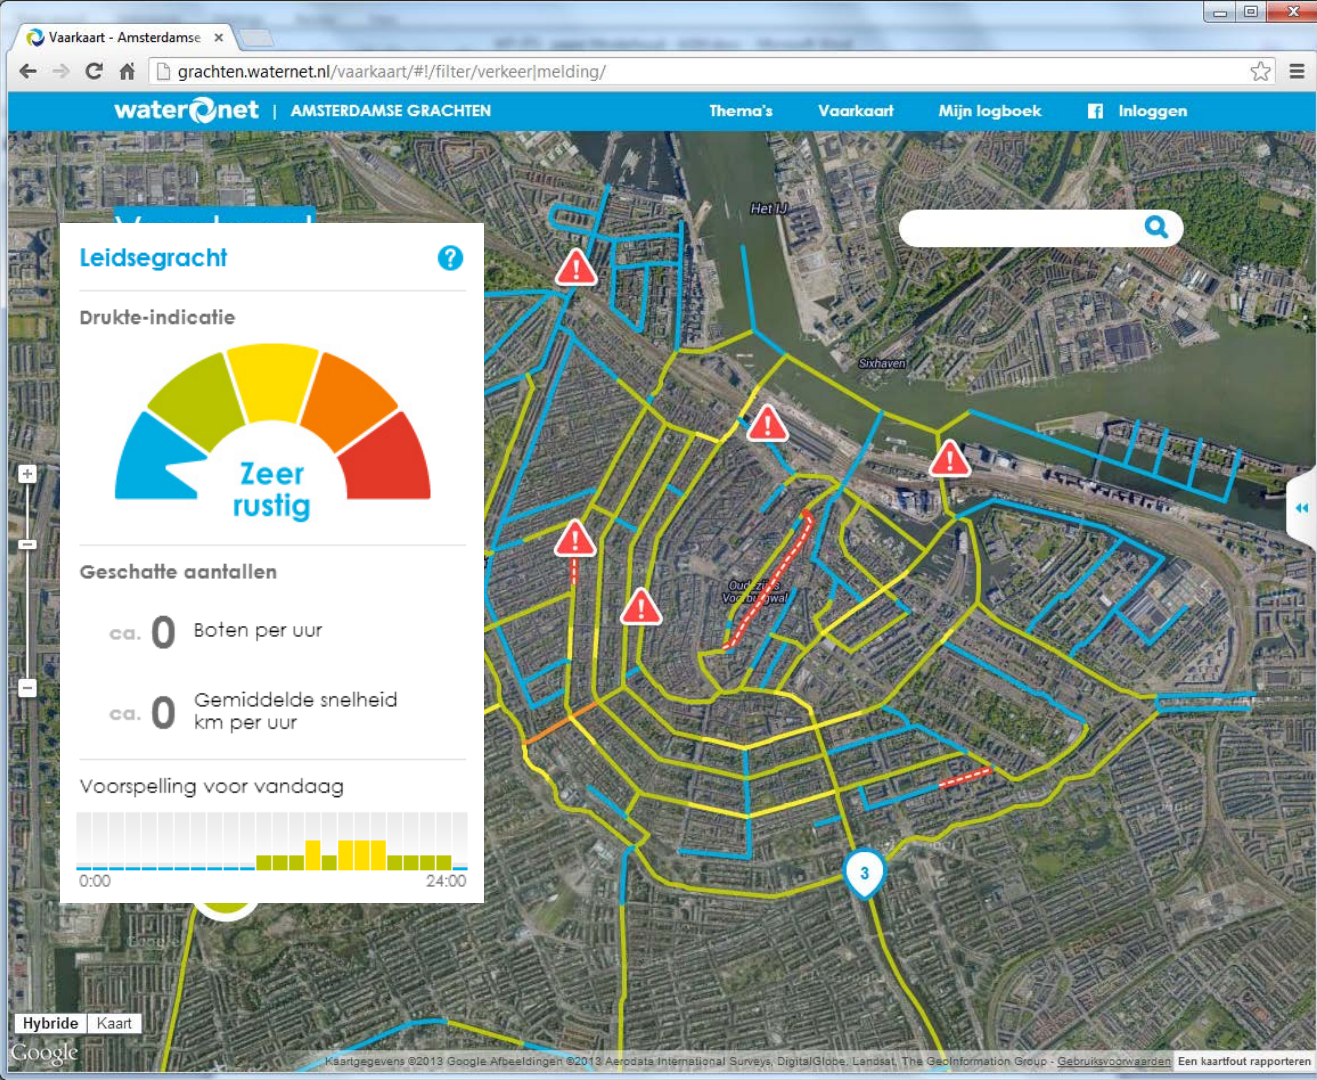 Vaarkaart - Amsterdamse
grachten.waternet.nl/vaarkaart/#!/filter/verkeer|melding/
waternet | AMSTERDAMSE GRACHTEN
Thema's
Vaarkaart
Mijn logboek
Inloggen
Het IJ
Leidsegracht
?
Drukte-indicatie
Zeer
rustig
Geschatte aantallen
ca. 0 Boten per uur
ca. 0 Gemiddelde snelheid
km per uur
Voorspelling voor vandaag
0:00
24:00
Sixhaven
Oudezijds
Voorburgwal
3
Google
Hybride
Kaart
Google
Kaartgegevens ©2013 Google Afbeeldingen ©2013 Aerodata International Surveys, DigitalGlobe, Landsat, The GeoInformation Group - Gebruiksvoorwaarden
Een kaartfout rapporteren